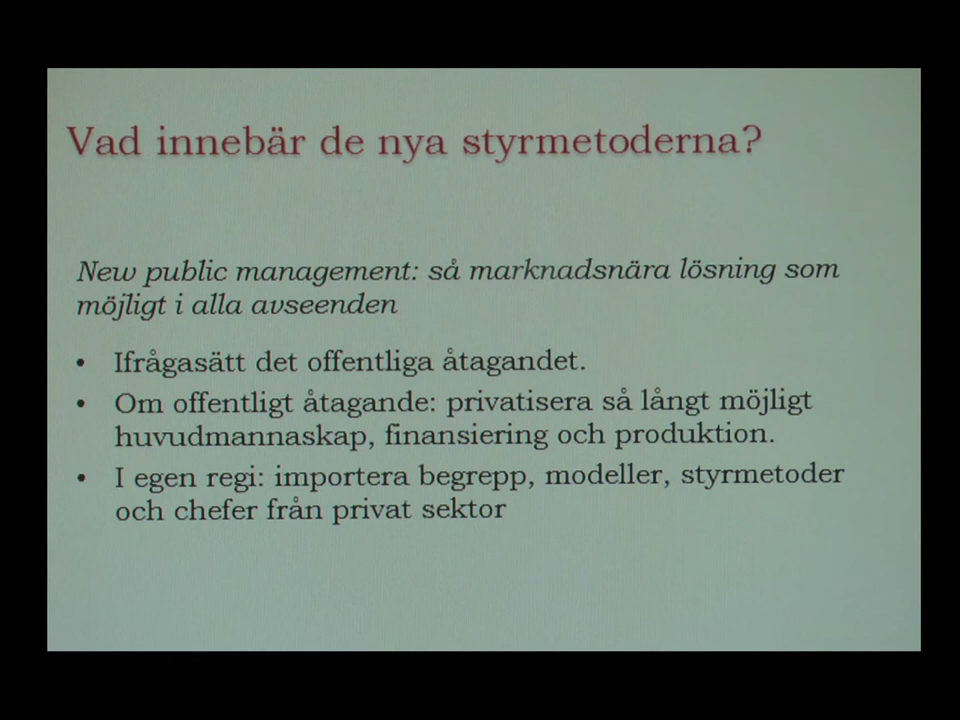 Vad innebär de nya styrmetoderna?
New public management: så marknadsnära lösning som
möjligt i alla avseenden
• Ifrågasätt det offentliga åtagandet.
• Om offentligt åtagande: privatisera så långt möjligt
huvudmannaskap, finansiering och produktion.
• I egen regi: importera begrepp, modeller, styrmetoder
och chefer från privat sektor